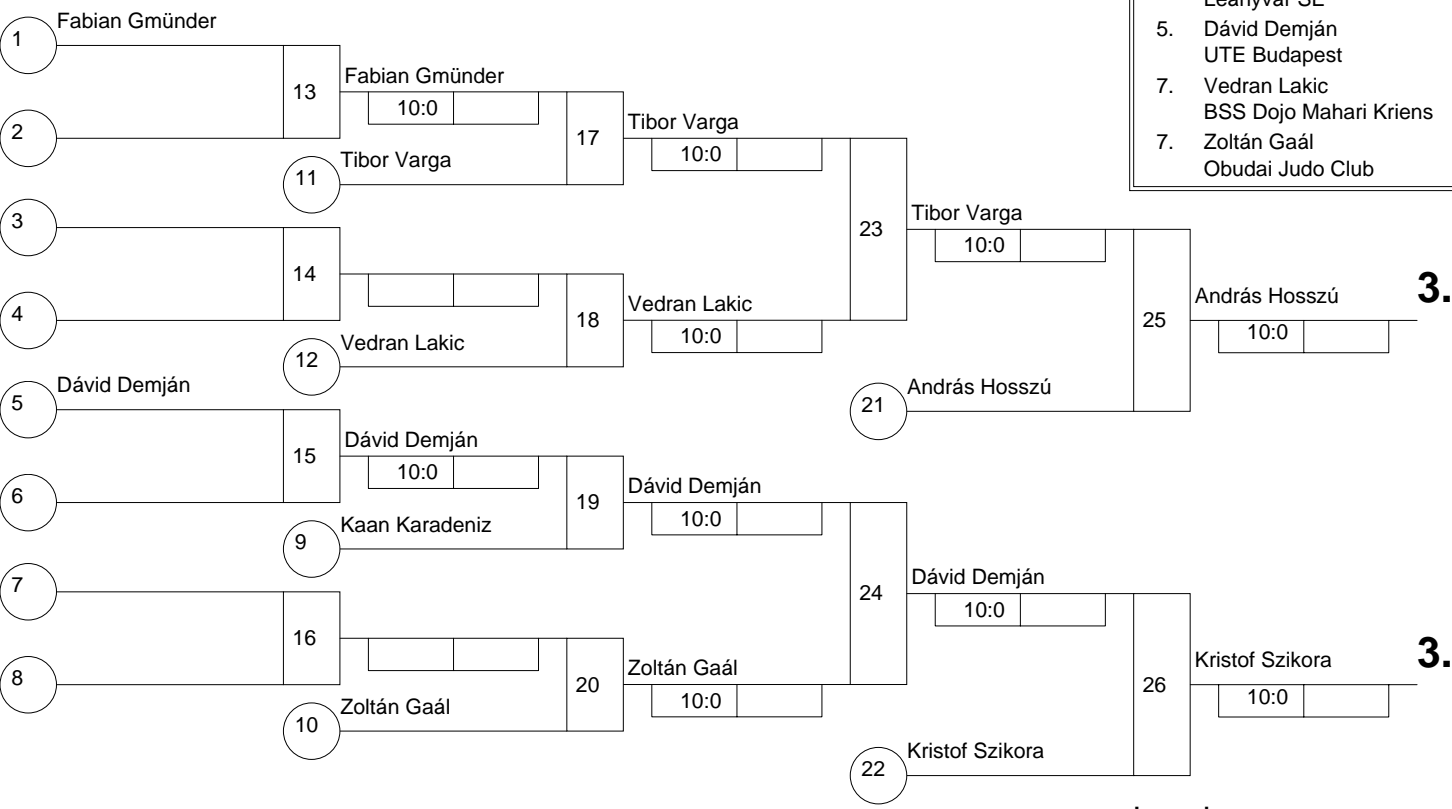 Leányvár SE
5. Dávid Demján
UTE Budapest
7. Vedran Lakic
BSS Dojo Mahari Kriens
7. Zoltán Gaál
Obudai Judo Club
1 Fabian Gmünder
13 Fabian Gmünder
10:0
2
17 Tibor Varga
10:0
11 Tibor Varga
3
23 Tibor Varga
10:0
14
4
18 Vedran Lakic
10:0
12 Vedran Lakic
25 András Hosszú 3.
10:0
5 Dávid Demján
21 András Hosszú
15 Dávid Demján
10:0
6
19 Dávid Demján
10:0
9 Kaan Karadeniz
7
24 Dávid Demján
10:0
16
8
20 Zoltán Gaál
10:0
10 Zoltán Gaál
26 Kristof Szikora 3.
10:0
22 Kristof Szikora